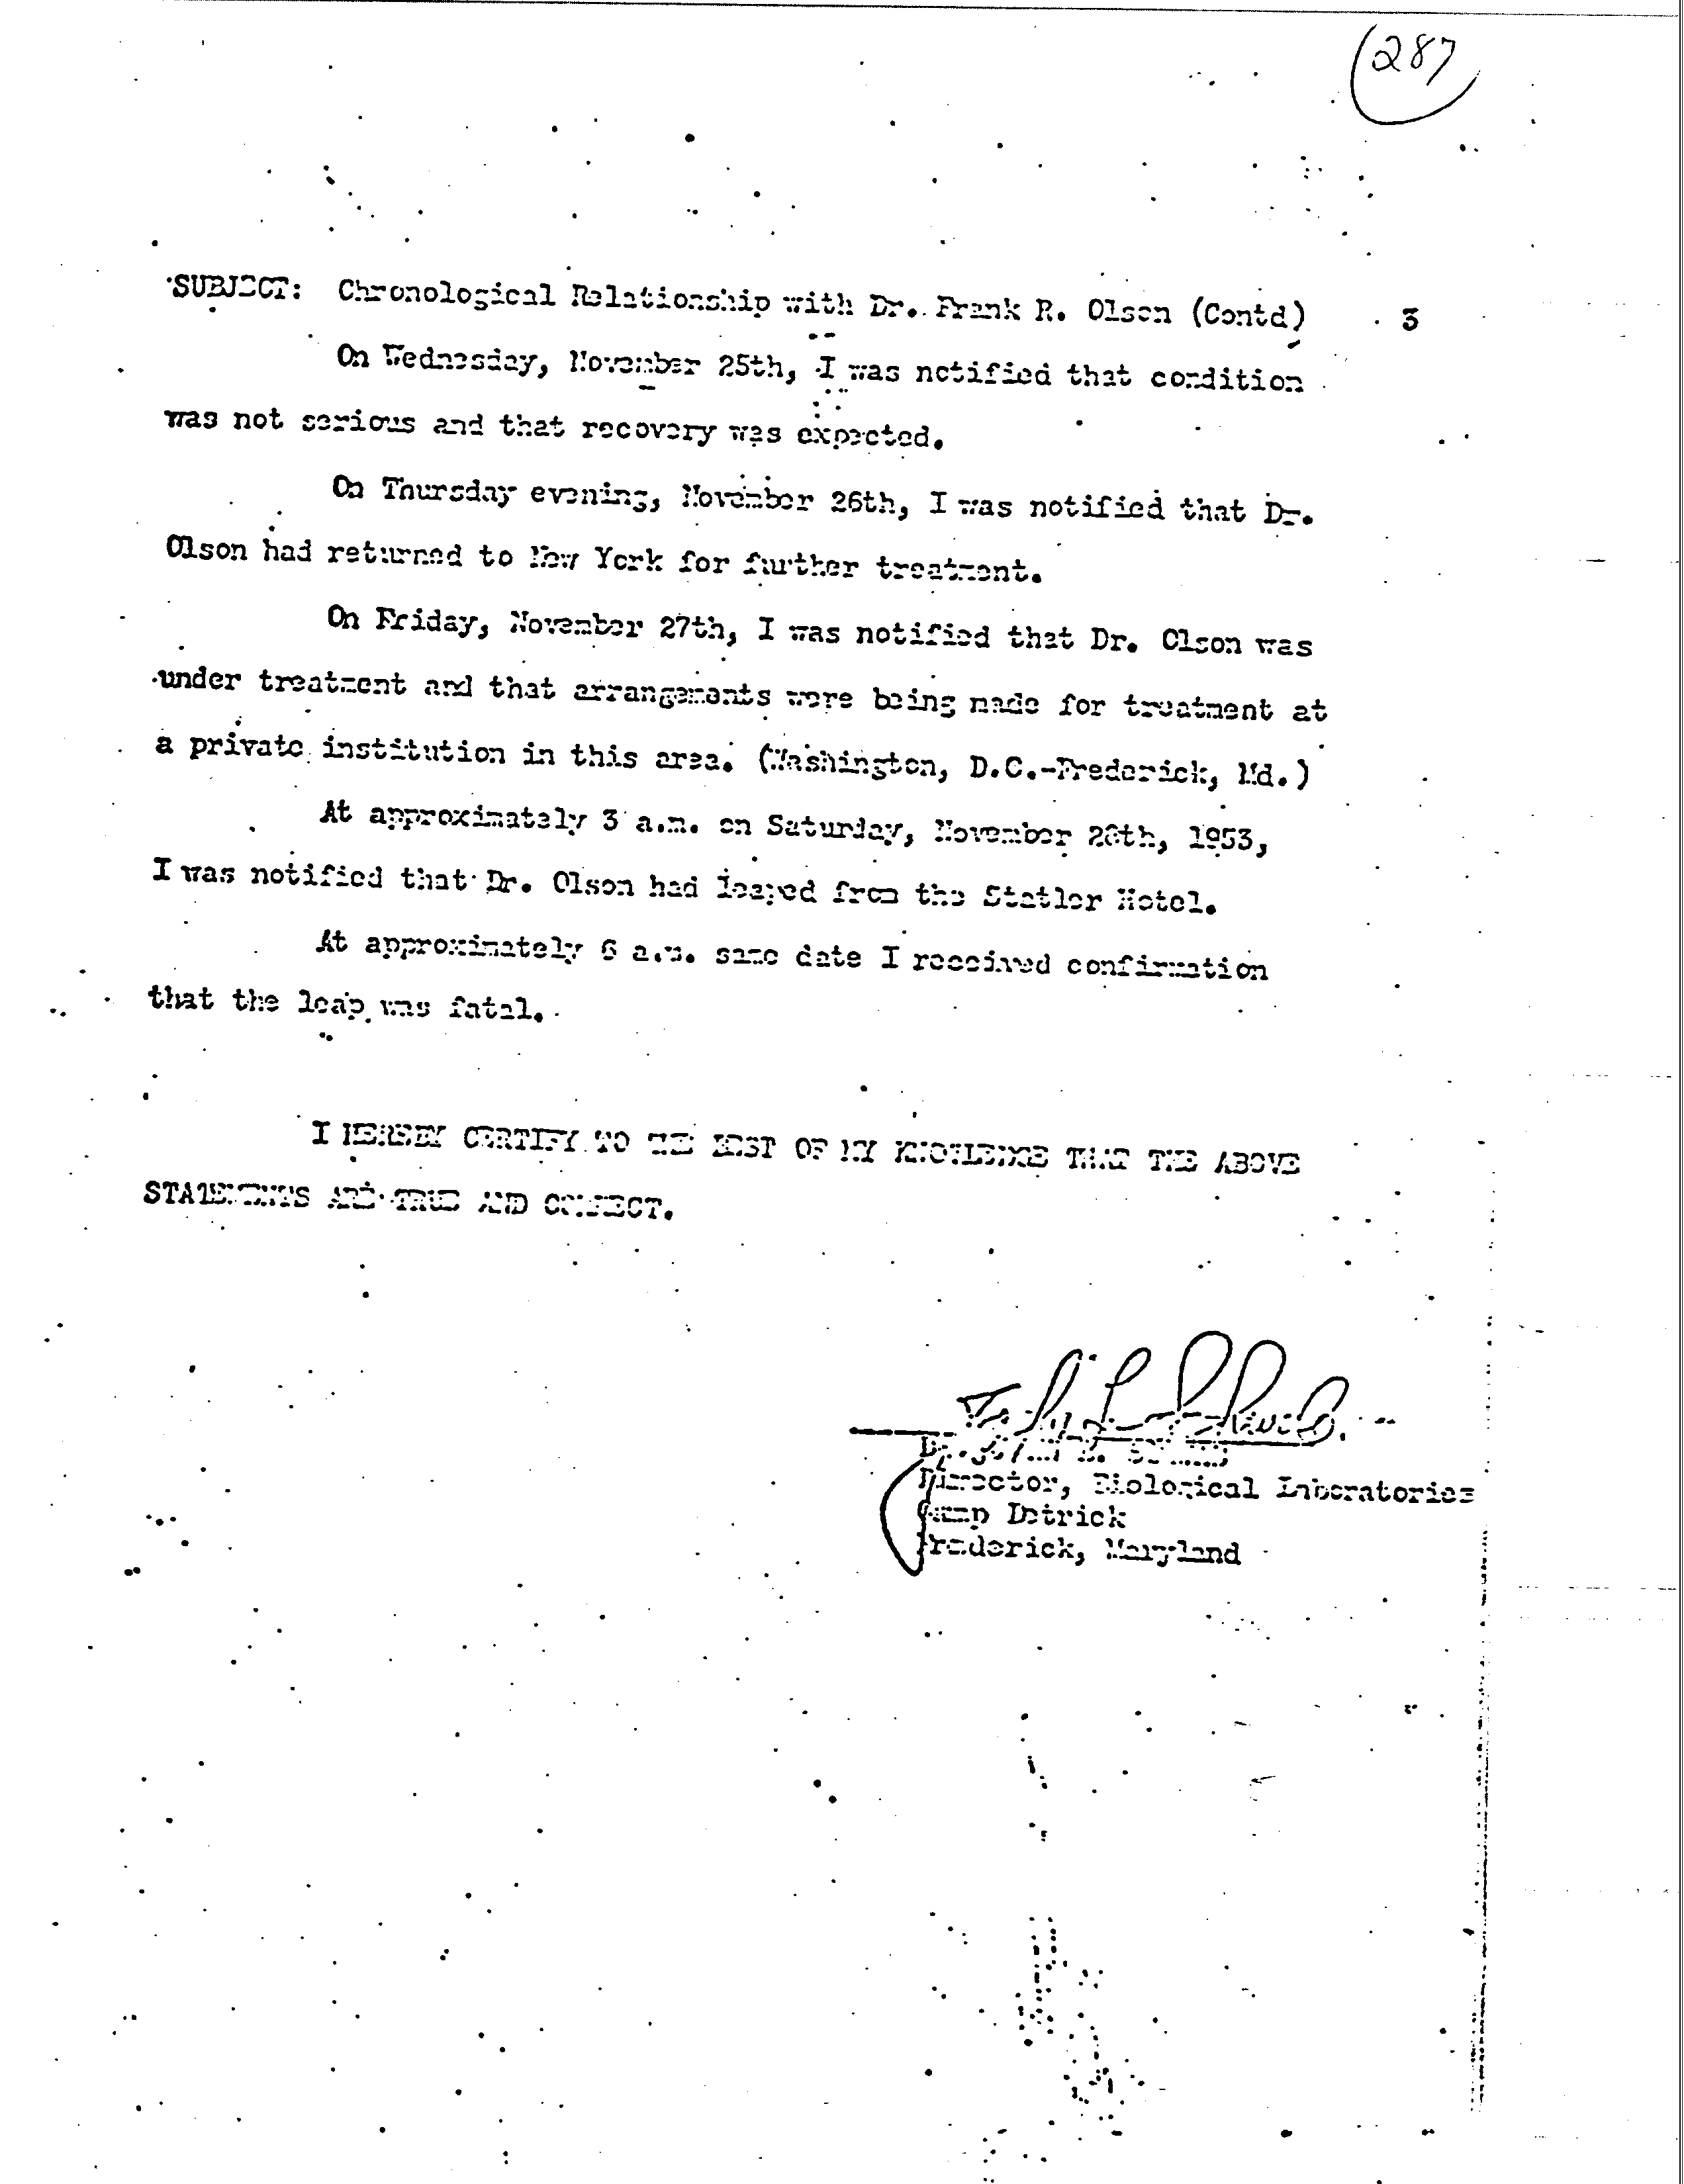 287
SUBJECT: Chronological Relationship with Dr. Frank R. Olson (Contd) 3
On Wednesday, November 25th, I was notified that condition
was not serious and that recovery was expected.
On Thursday evening, November 26th, I was notified that Dr.
Olson had returned to New York for further treatment.
On Friday, November 27th, I was notified that Dr. Olson was
under treatment and that arrangements were being made for treatment at
a private institution in this area. (Washington, D.C.-Frederick, Md.)
At approximately 3 a.m. on Saturday, November 28th, 1953,
I was notified that Dr. Olson had leaped from the Statler Hotel.
At approximately 6 a.m. same date I received confirmation
that the leap was fatal.
I HEREBY CERTIFY TO THE BEST OF MY KNOWLEDGE THAT THE ABOVE
STATEMENTS ARE TRUE AND CORRECT.
Director, Biological Laboratories
Camp Detrick
Frederick, Maryland